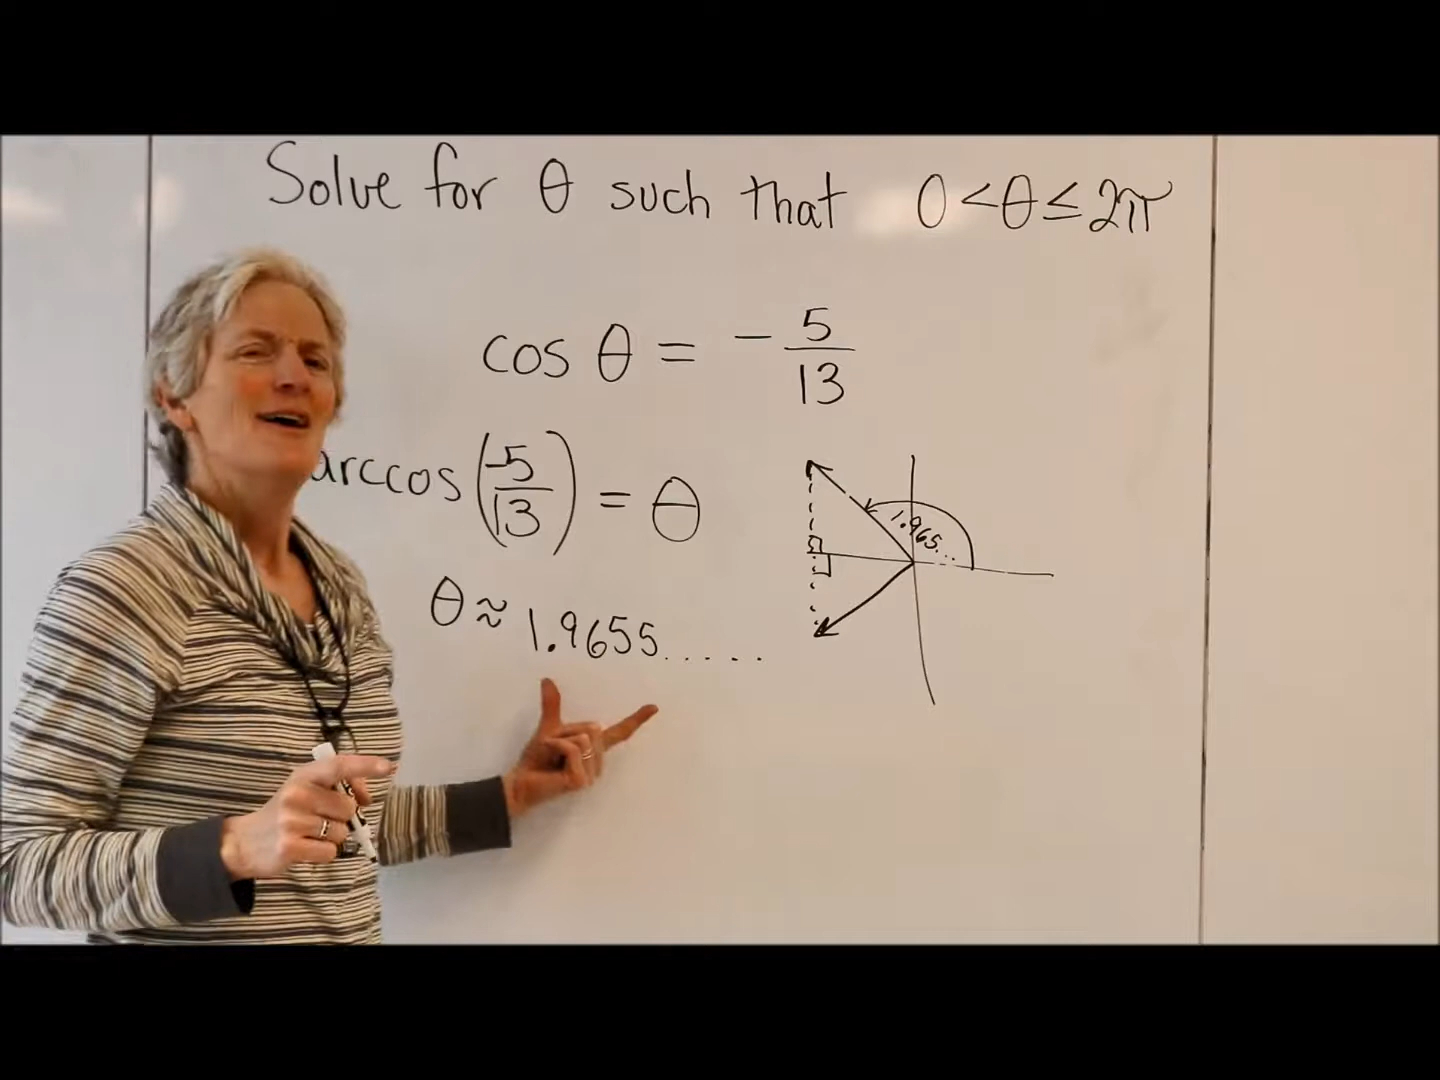 Solve for θ such that 0 < θ ≤ 2π
cos θ = - 5/13
arccos(-5/13) = θ
θ ≈ 1.9655.....
1.965...